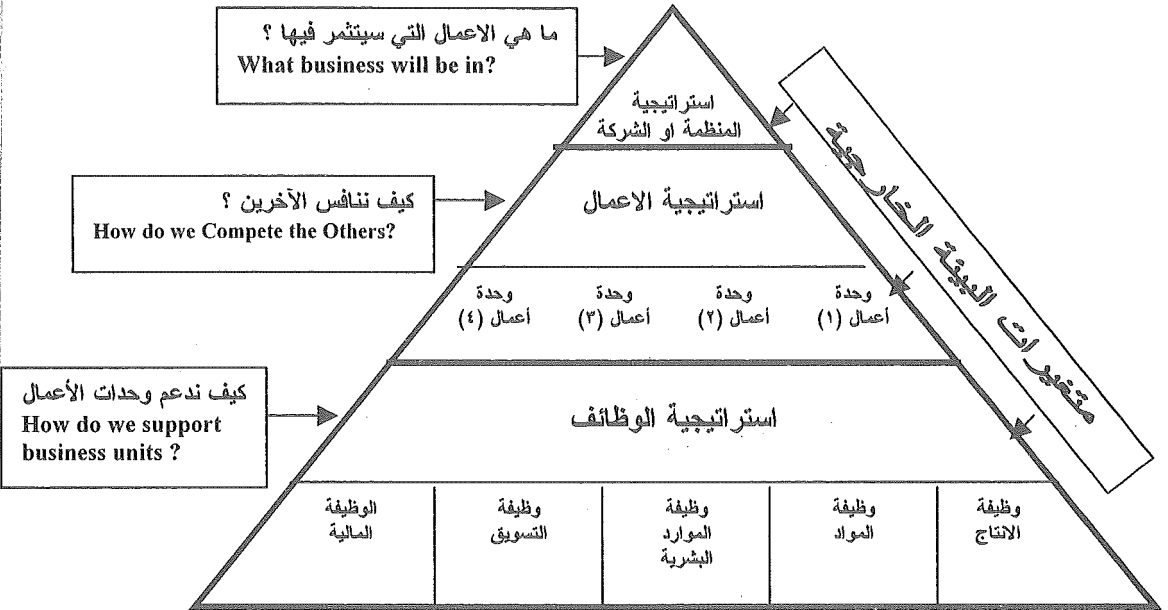 ما هي الاعمال التي سيتثمر فيها ؟
What business will be in?
استراتيجية
المنظمة او الشركة
كيف ننافس الآخرين ؟
How do we Compete the Others?
استراتيجية الاعمال
وحدة
أعمال (١)
وحدة
أعمال (٢)
وحدة
أعمال (٣)
وحدة
أعمال (٤)
كيف ندعم وحدات الأعمال
How do we support
business units ?
استراتيجية الوظائف
وظيفة
الانتاج
وظيفة
المواد
وظيفة
الموارد
البشرية
وظيفة
التسويق
الوظيفة
المالية
متغيرات البيئة الخارجية